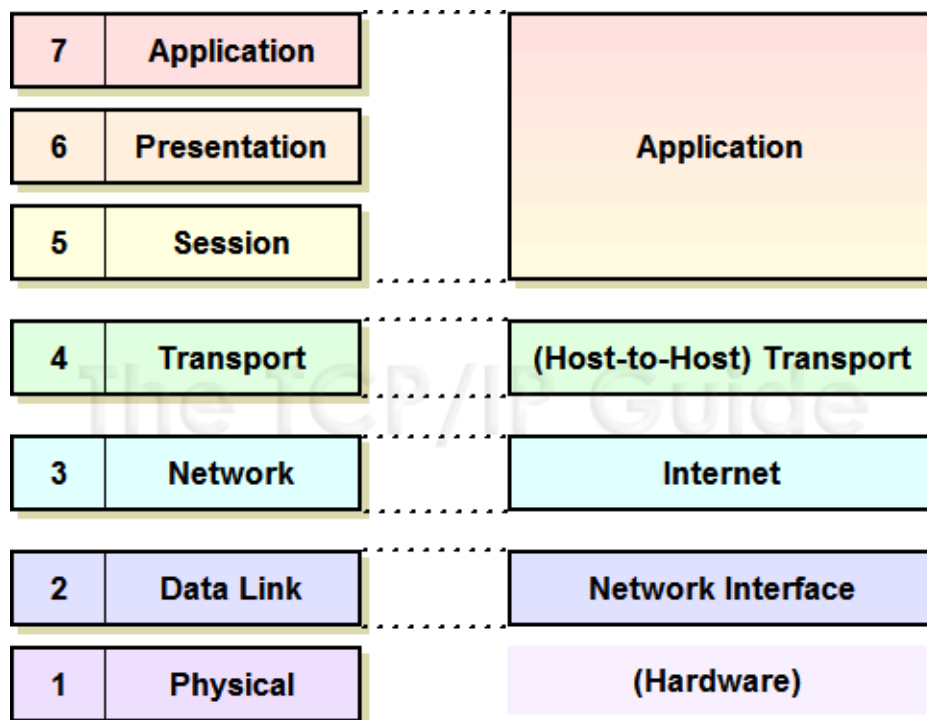 7 Application
6 Presentation
5 Session
Application
4 Transport
(Host-to-Host) Transport
The TCP/IP Guide
3 Network
Internet
2 Data Link
Network Interface
1 Physical
(Hardware)